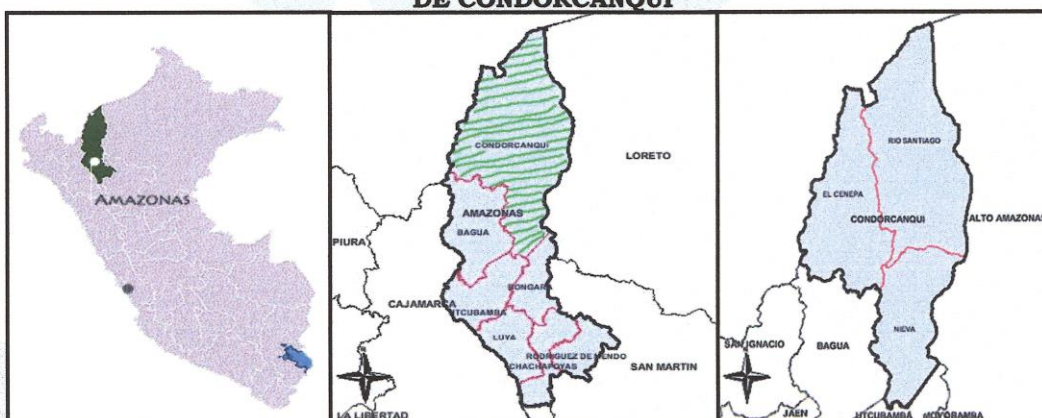 DE CONDORCANQUI
AMAZONAS
CONDORCANQUI
LORETO
AMAZONAS
BAGUA
PIURA
BONGARA
CAJAMARCA
UTCUBAMBA
LUYA
RODRIGUEZ DE MENDO
CHACHAPOYAS
SAN MARTIN
LA LIBERTAD
RIO SANTIAGO
EL CENEPA
CONDORCANQUI
ALTO AMAZONAS
NIEVA
SAN IGNACIO
BAGUA
JAEN
UTCUBAMBA
MOYOBAMBA